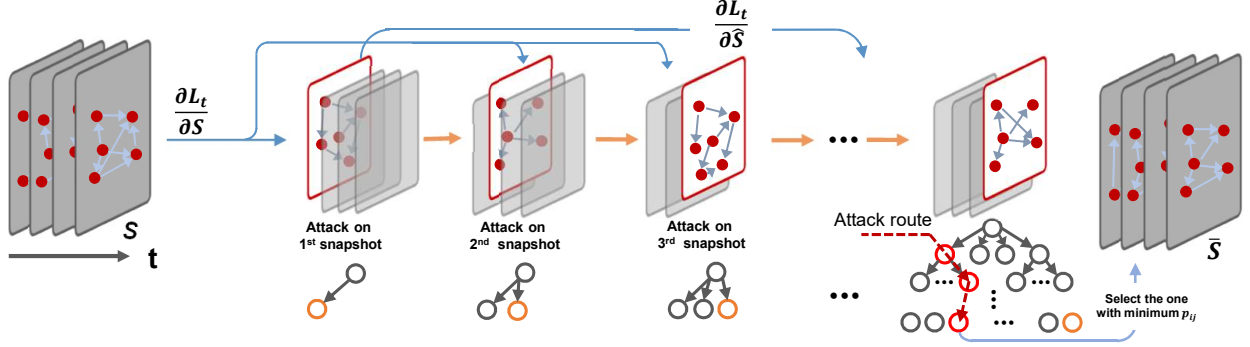 ∂L_t
∂Ŝ
∂L_t
∂S
S
t
Attack on
1st snapshot
Attack on
2nd snapshot
Attack on
3rd snapshot
...
Attack route
...
...
...
...
...
...
S̄
Select the one
with minimum p_ij